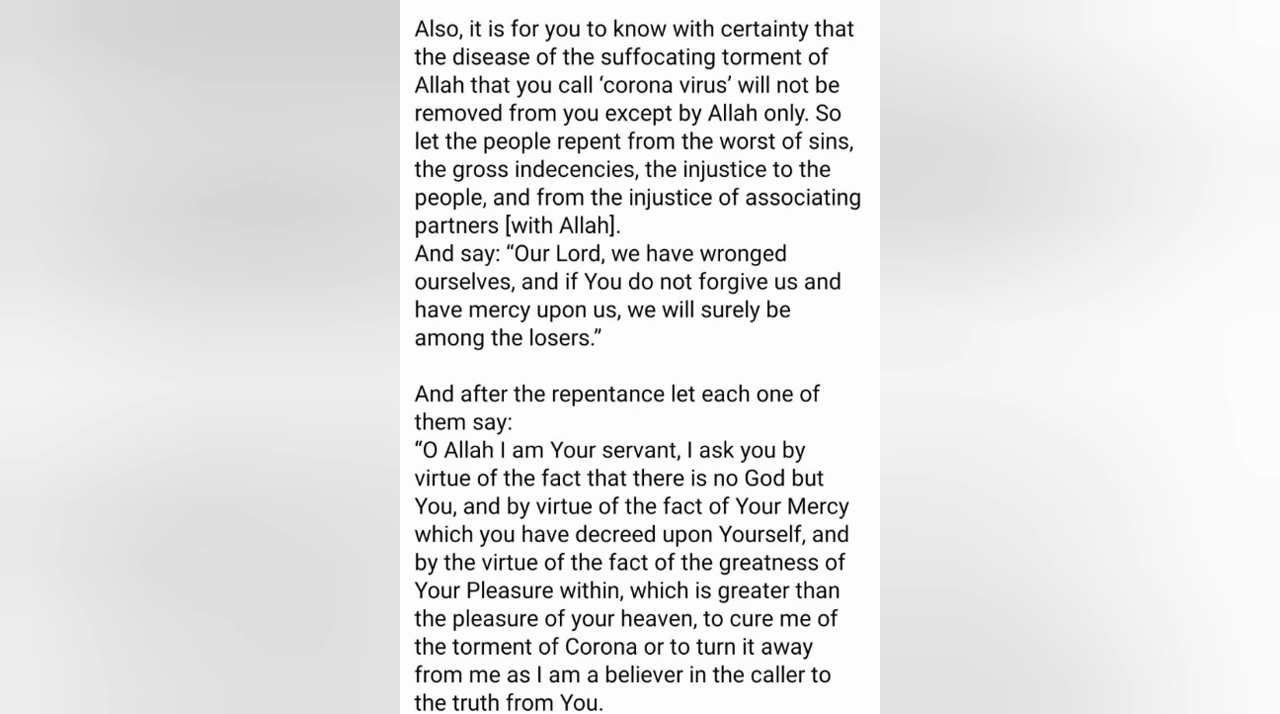 Also, it is for you to know with certainty that
the disease of the suffocating torment of
Allah that you call ‘corona virus’ will not be
removed from you except by Allah only. So
let the people repent from the worst of sins,
the gross indecencies, the injustice to the
people, and from the injustice of associating
partners [with Allah].
And say: “Our Lord, we have wronged
ourselves, and if You do not forgive us and
have mercy upon us, we will surely be
among the losers.”
And after the repentance let each one of
them say:
“O Allah I am Your servant, I ask you by
virtue of the fact that there is no God but
You, and by virtue of the fact of Your Mercy
which you have decreed upon Yourself, and
by the virtue of the fact of the greatness of
Your Pleasure within, which is greater than
the pleasure of your heaven, to cure me of
the torment of Corona or to turn it away
from me as I am a believer in the caller to
the truth from You.